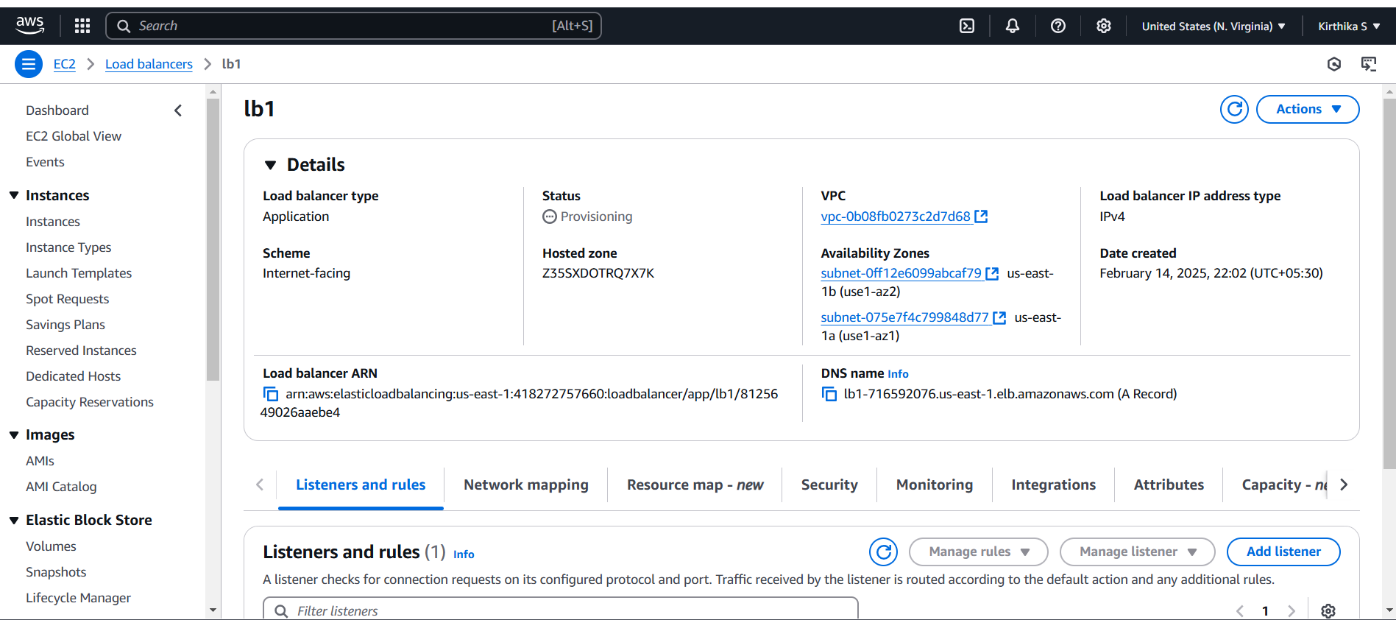 aws
Search
[Alt+S]
United States (N. Virginia)
Kirthika S
EC2
Load balancers
lb1
Dashboard
EC2 Global View
Events
Instances
Instances
Instance Types
Launch Templates
Spot Requests
Savings Plans
Reserved Instances
Dedicated Hosts
Capacity Reservations
Images
AMIs
AMI Catalog
Elastic Block Store
Volumes
Snapshots
Lifecycle Manager
lb1
Actions
Details
Load balancer type
Application
Status
Provisioning
VPC
vpc-0b08fb0273c2d7d68
Load balancer IP address type
IPv4
Scheme
Internet-facing
Hosted zone
Z35SXDOTRQ7X7K
Availability Zones
subnet-0ff12e6099abcaf79 us-east-
1b (use1-az2)
subnet-075e7f4c799848d77 us-east-
1a (use1-az1)
Date created
February 14, 2025, 22:02 (UTC+05:30)
Load balancer ARN
arn:aws:elasticloadbalancing:us-east-1:418272757660:loadbalancer/app/lb1/81256
49026aaebe4
DNS name Info
lb1-716592076.us-east-1.elb.amazonaws.com (A Record)
Listeners and rules
Network mapping
Resource map - new
Security
Monitoring
Integrations
Attributes
Capacity - ne
Listeners and rules (1) Info
Manage rules
Manage listener
Add listener
A listener checks for connection requests on its configured protocol and port. Traffic received by the listener is routed according to the default action and any additional rules.
Filter listeners
1